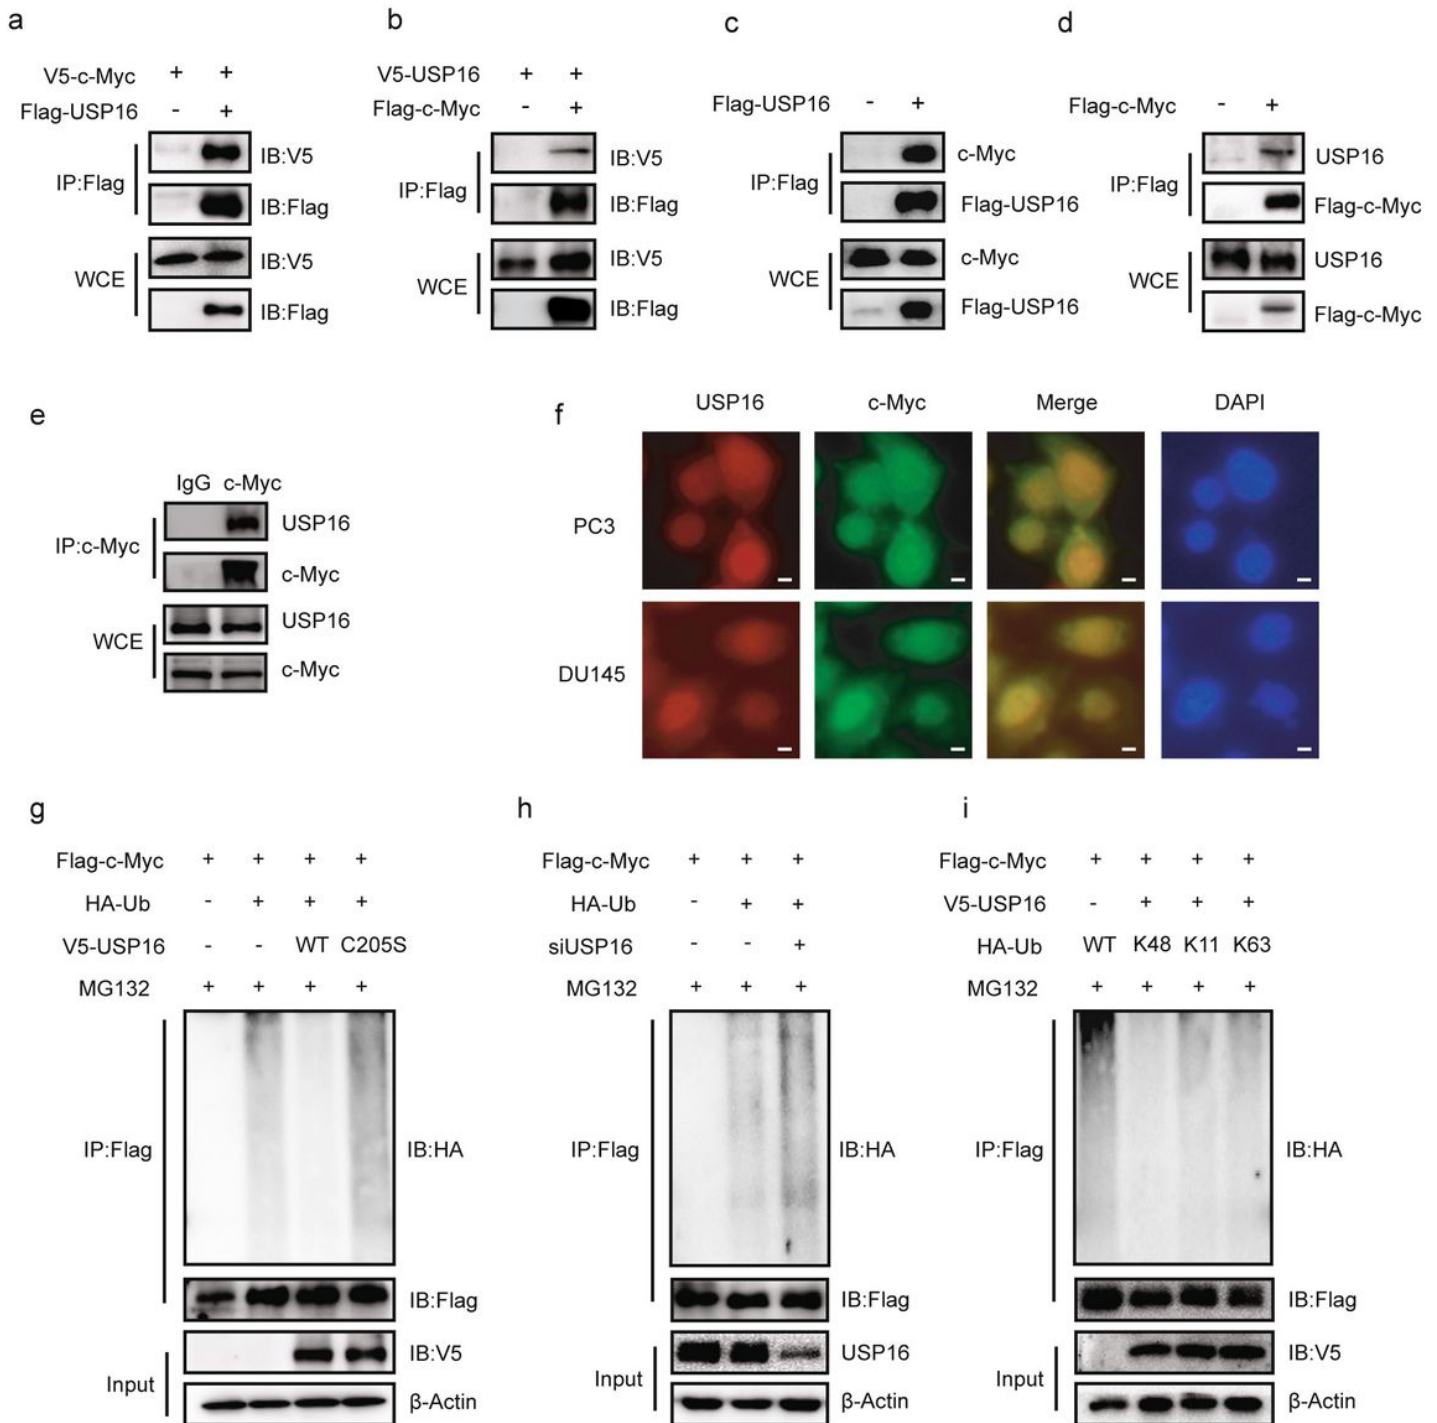 a
V5-c-Myc + +
Flag-USP16 - +
IP:Flag
IB:V5
IB:Flag
WCE
IB:V5
IB:Flag
b
V5-USP16 + +
Flag-c-Myc - +
IP:Flag
IB:V5
IB:Flag
WCE
IB:V5
IB:Flag
c
Flag-USP16 - +
IP:Flag
c-Myc
Flag-USP16
WCE
c-Myc
Flag-USP16
d
Flag-c-Myc - +
IP:Flag
USP16
Flag-c-Myc
WCE
USP16
Flag-c-Myc
e
IgG c-Myc
IP:c-Myc
USP16
c-Myc
WCE
USP16
c-Myc
f
USP16 c-Myc Merge DAPI
PC3
DU145
g
Flag-c-Myc + + + +
HA-Ub - + + +
V5-USP16 - - WT C205S
MG132 + + + +
IP:Flag
IB:HA
IB:Flag
Input
IB:V5
β-Actin
h
Flag-c-Myc + + +
HA-Ub - + +
siUSP16 - - +
MG132 + + +
IP:Flag
IB:HA
IB:Flag
Input
USP16
β-Actin
i
Flag-c-Myc + + + +
V5-USP16 - + + +
HA-Ub WT K48 K11 K63
MG132 + + + +
IP:Flag
IB:HA
IB:Flag
Input
IB:V5
β-Actin